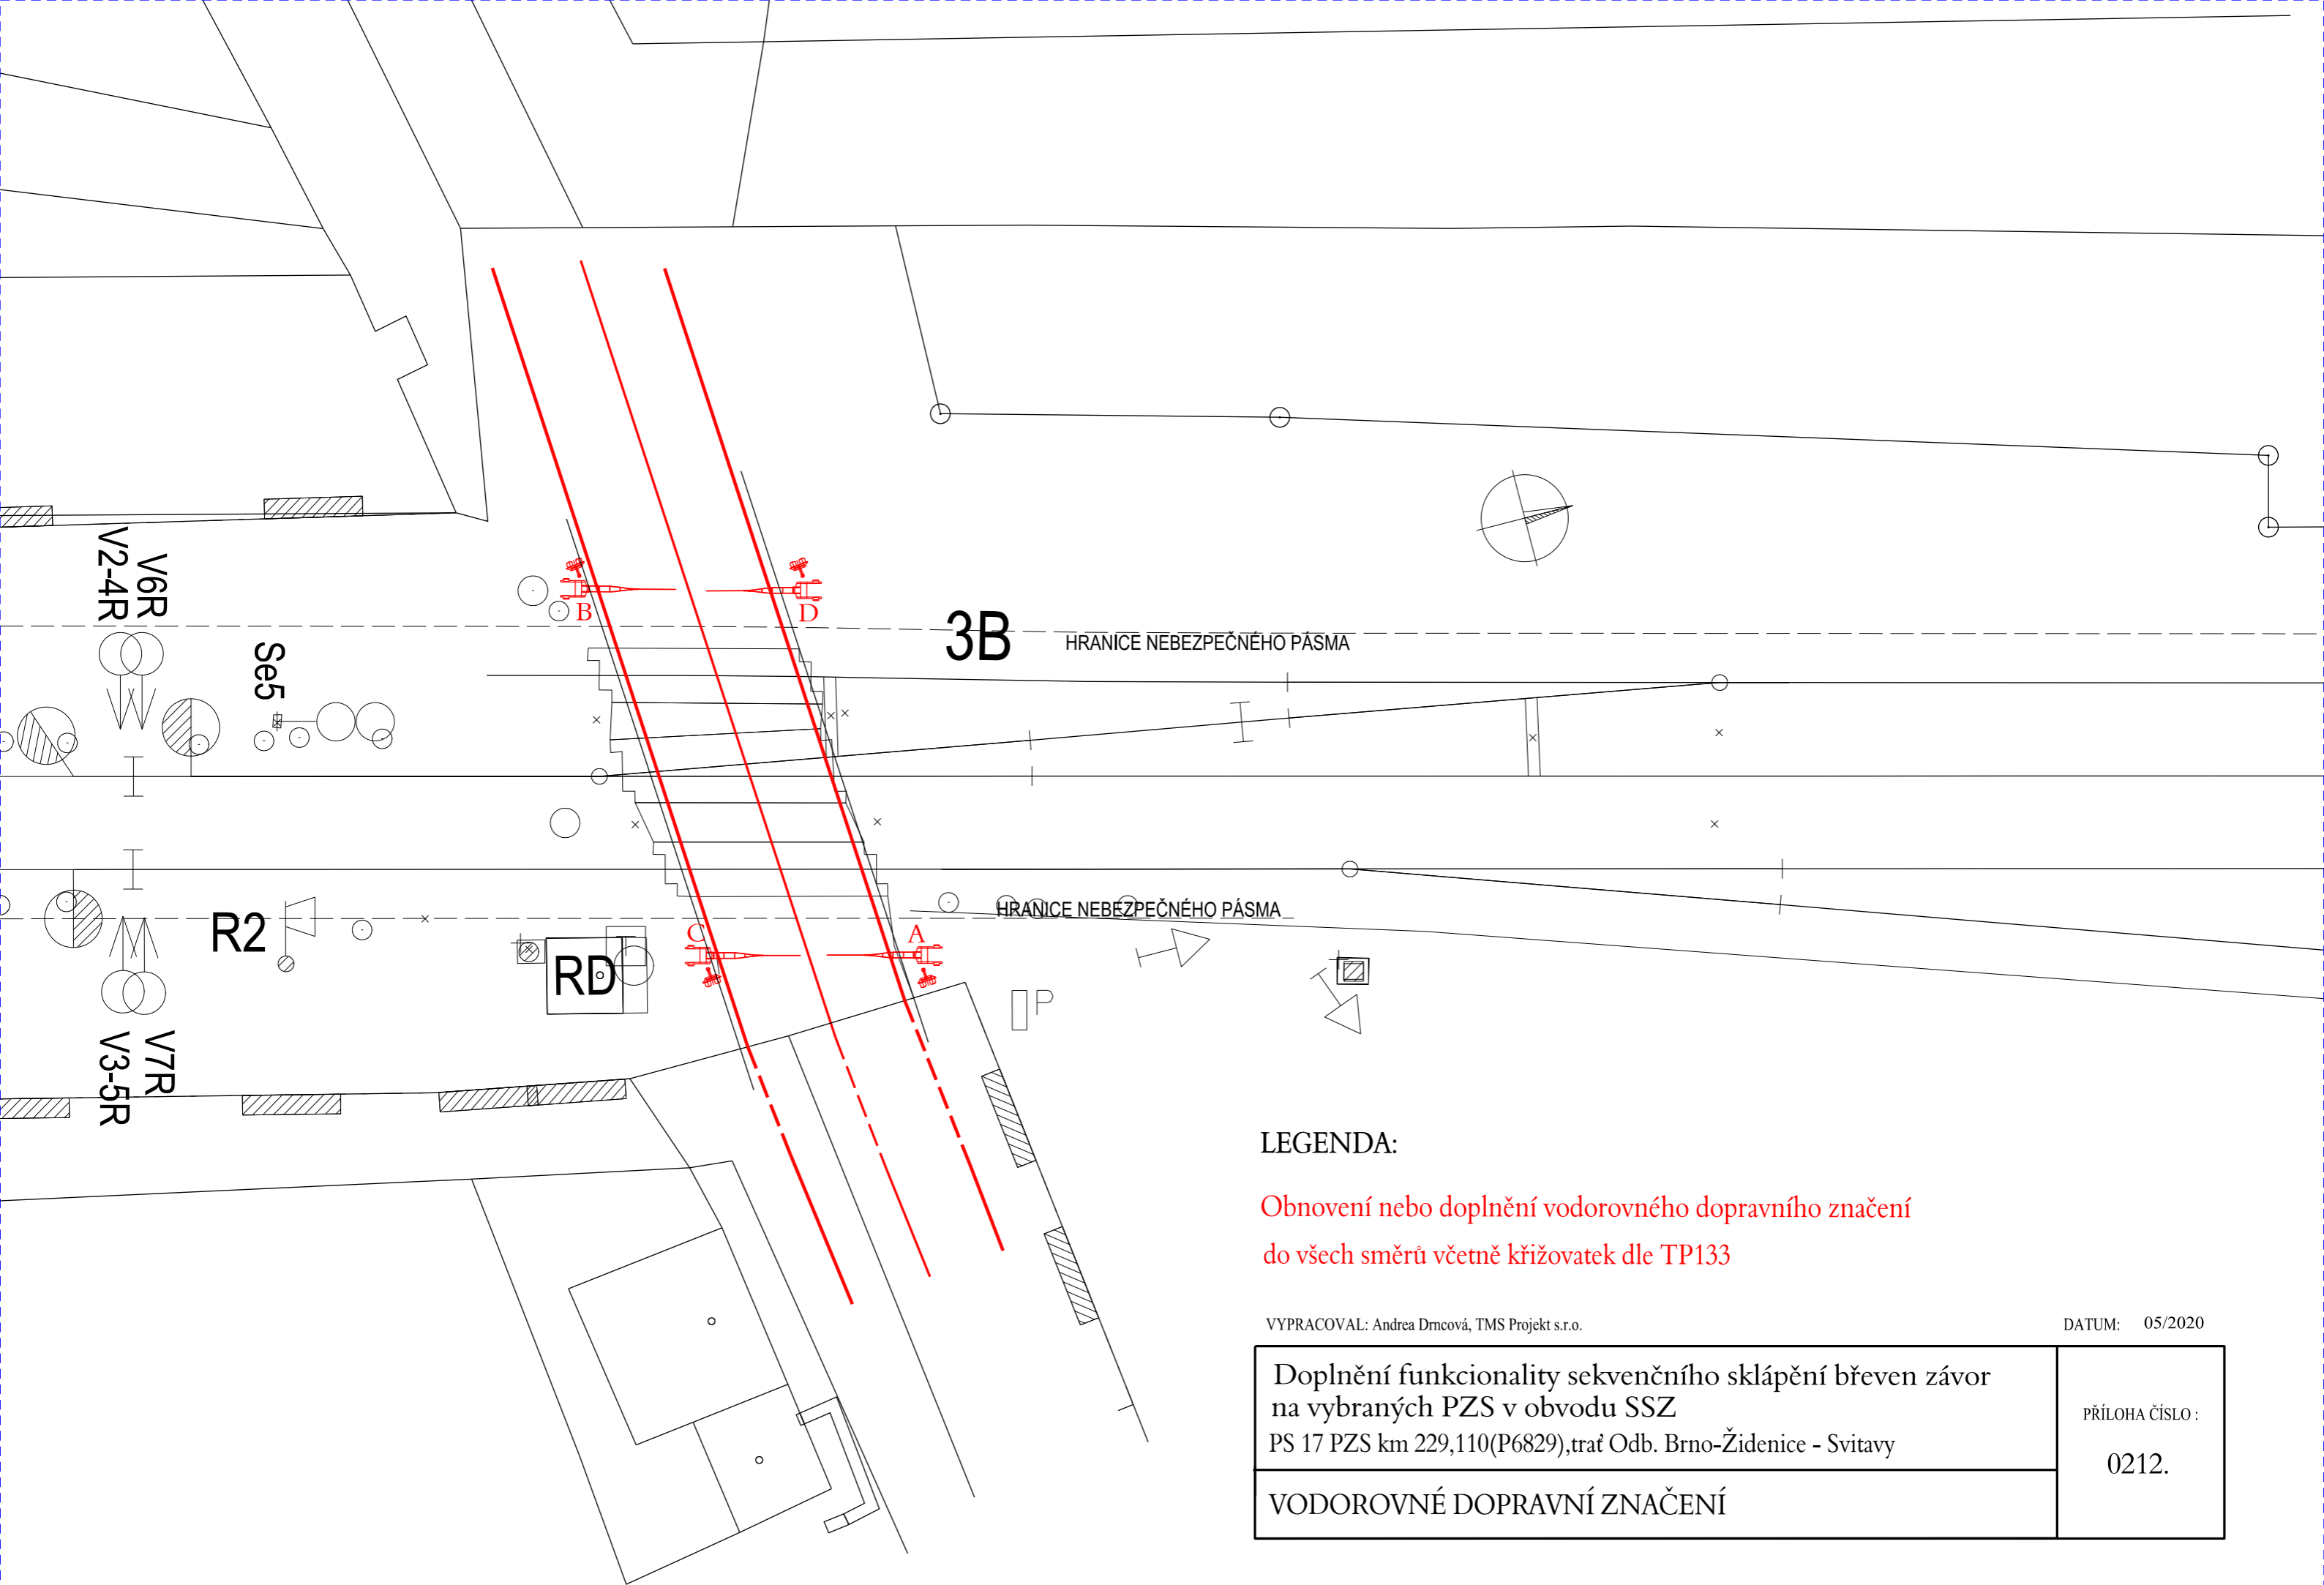 V2-4R
V6R
Se5
B
D
3B
HRANICE NEBEZPEČNÉHO PÁSMA
R2
RD
C
A
HRANICE NEBEZPEČNÉHO PÁSMA
P
V3-5R
V7R
LEGENDA:
Obnovení nebo doplnění vodorovného dopravního značení
do všech směrů včetně křižovatek dle TP133
VYPRACOVAL: Andrea Drncová, TMS Projekt s.r.o.
DATUM: 05/2020
Doplnění funkcionality sekvenčního sklápění břeven závor
na vybraných PZS v obvodu SSZ
PS 17 PZS km 229,110(P6829),trať Odb. Brno-Židenice - Svitavy
PŘÍLOHA ČÍSLO :
0212.
VODOROVNÉ DOPRAVNÍ ZNAČENÍ